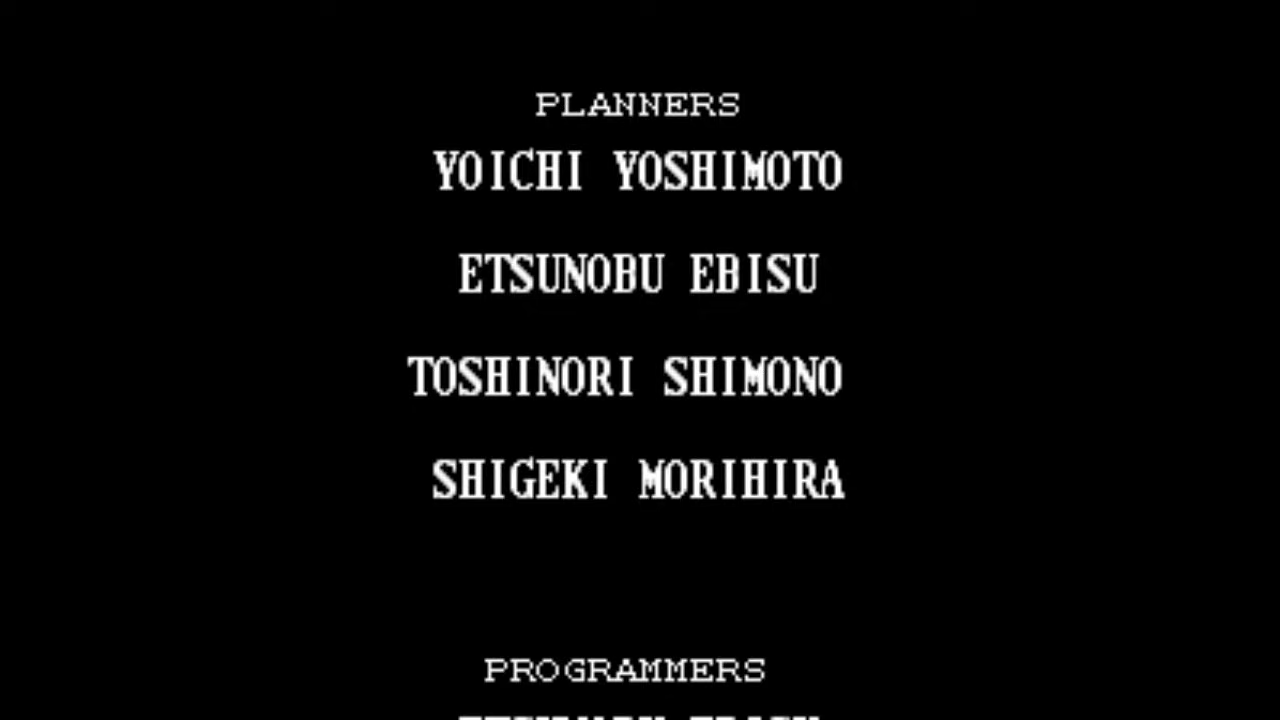 PLANNERS
YOICHI YOSHIMOTO
ETSUNOBU EBISU
TOSHINORI SHIMONO
SHIGEKI MORIHIRA
PROGRAMMERS